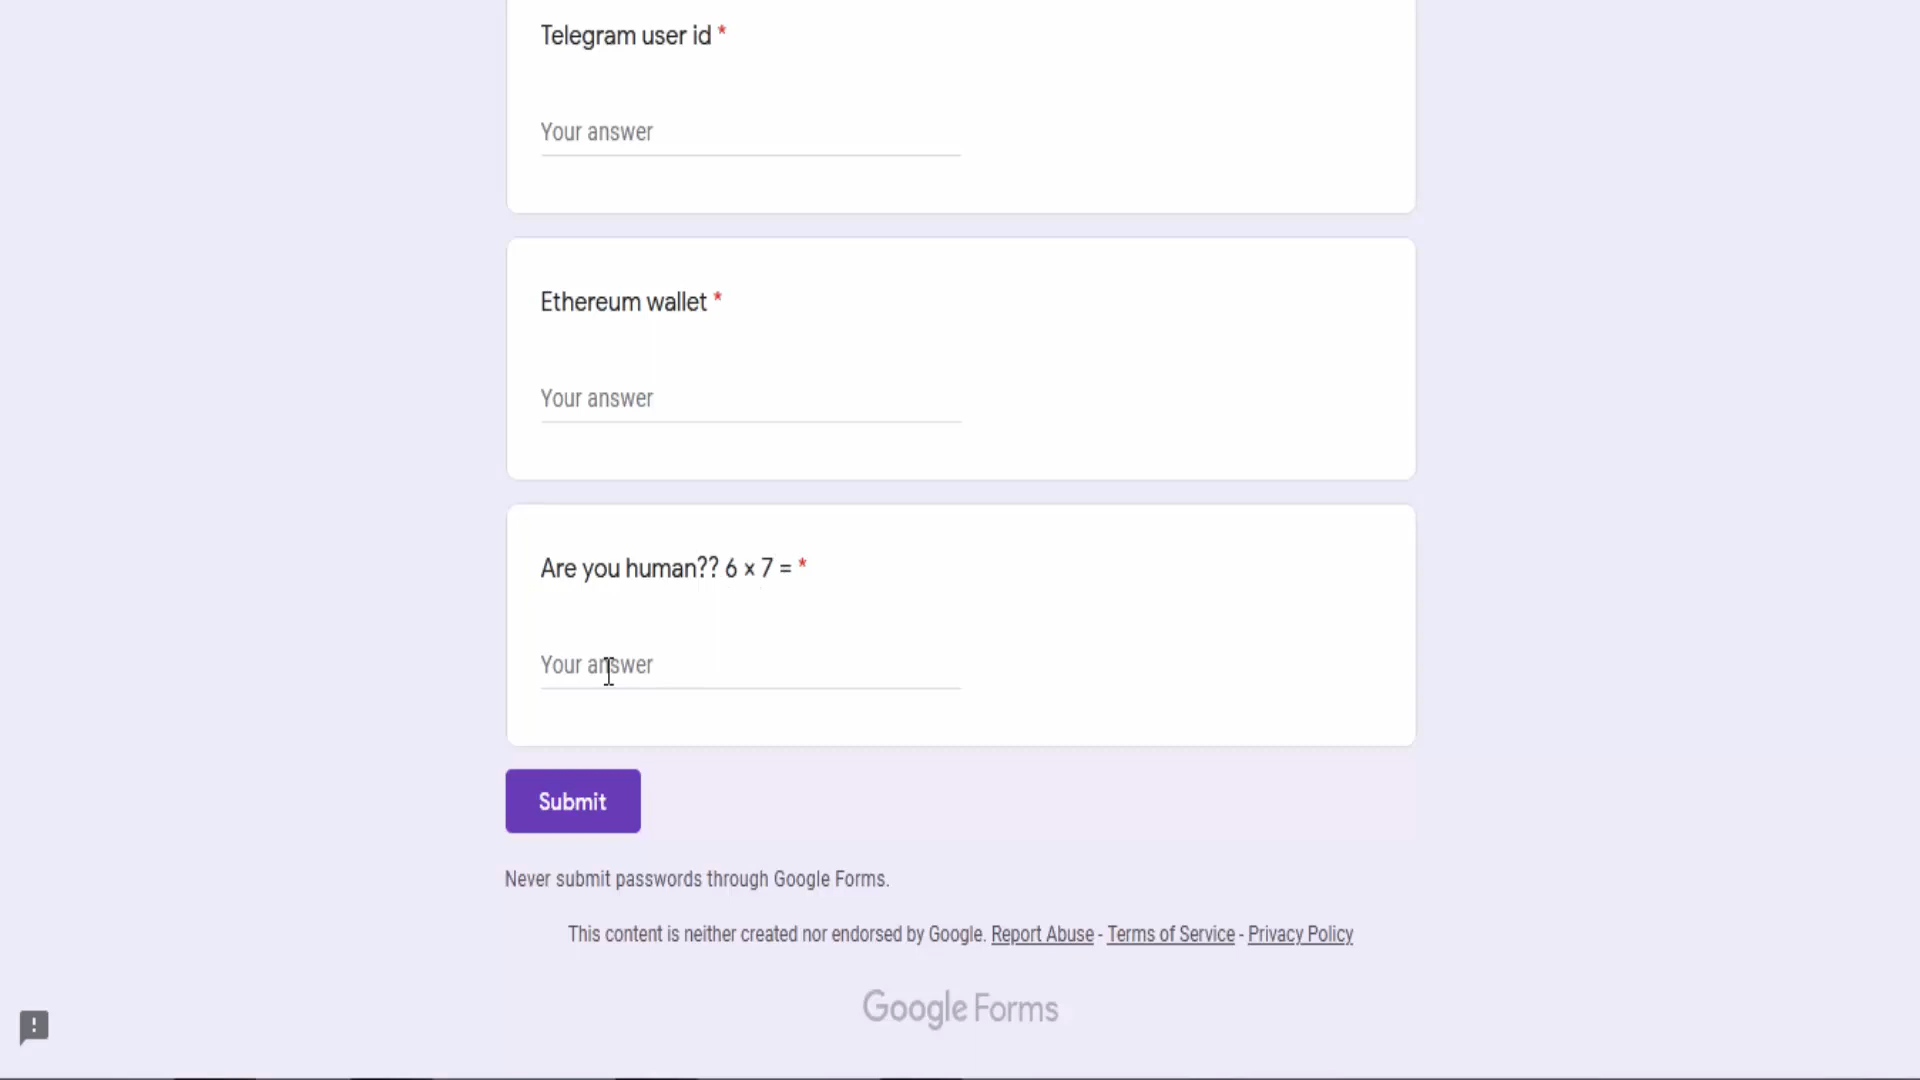 Telegram user id *
Your answer
Ethereum wallet *
Your answer
Are you human?? 6 × 7 = *
Your answer
Submit
Never submit passwords through Google Forms.
This content is neither created nor endorsed by Google. Report Abuse - Terms of Service - Privacy Policy
Google Forms